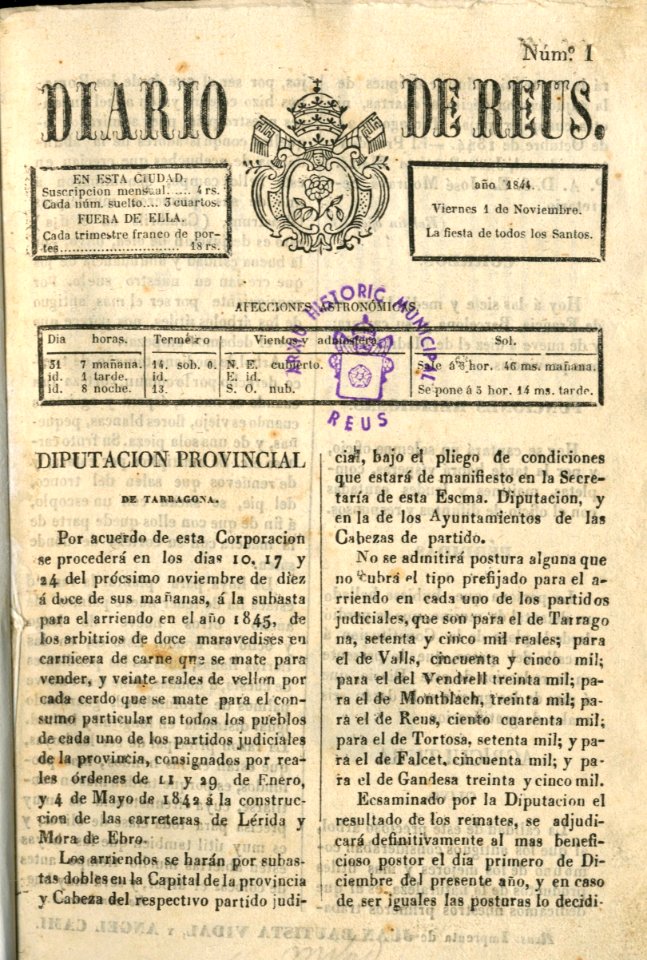 Núm.º 1
DIARIO DE REUS.
EN ESTA CIUDAD.
Suscripcion mensual..... 4 rs.
Cada núm. suelto.... 3 cuartos.
FUERA DE ELLA.
Cada trimestre franco de por-
tes........................ 18 rs.
año 1844.
Viernes 1 de Noviembre.
La fiesta de todos los Santos.
AFECCIONES ASTRONÓMICAS.
ARXIU HISTORIC MUNICIPAL
REUS
Dia horas. Term Vientos y Sol.
31 7 mañana. 14. sob. 0. N. E. cubierto. Sale á 6 hor. 46 ms. mañana.
id. 1 tarde. id. E. id.
id. 8 noche. 13. S. O. nub. Se pone á 5 hor. 14 ms. tarde.
DIPUTACION PROVINCIAL
DE TARRAGONA.
Por acuerdo de esta Corporacion
se procederá en los dias 10, 17 y
24 del prócsimo noviembre de diez
á doce de sus mañanas, á la subasta
para el arriendo en el año 1845, de
los arbitrios de doce maravedises en
carnicera de carne que se mate para
vender, y veinte reales de vellon por
cada cerdo que se mate para el con-
sumo particular en todos los pueblos
de cada uno de los partidos judiciales
de la provincia, consignados por rea-
les órdenes de 11 y 29 de Enero,
y 4 de Mayo de 1842 á la construc-
cion de las carreteras de Lérida y
Mora de Ebro.
Los arriendos se harán por subas-
tas dobles en la Capital de la provincia
y Cabeza del respectivo partido judi-
cial, bajo el pliego de condiciones
que estará de manifiesto en la Secre-
taría de esta Escma. Diputacion, y
en la de los Ayuntamientos de las
Cabezas de partido.
No se admitirá postura alguna que
no cubra el tipo prefijado para el a-
rriendo en cada uno de los partidos
judiciales, que son para el de Tarrago
na, setenta y cinco mil reales; para
el de Valls, cincuenta y cinco mil;
para el del Vendrell treinta mil; pa-
ra el de Montblach, treinta mil; pa-
ra el de Reus, ciento cuarenta mil;
para el de Tortosa, setenta mil; y pa-
ra el de Falcet, cincuenta mil; y pa-
ra el de Gandesa treinta y cinco mil.
Ecsaminado por la Diputacion el
resultado de los remates, se adjudi-
cará definitivamente al mas benefi-
cioso postor el dia primero de Di-
ciembre del presente año, y en caso
de ser iguales las posturas lo decidi-